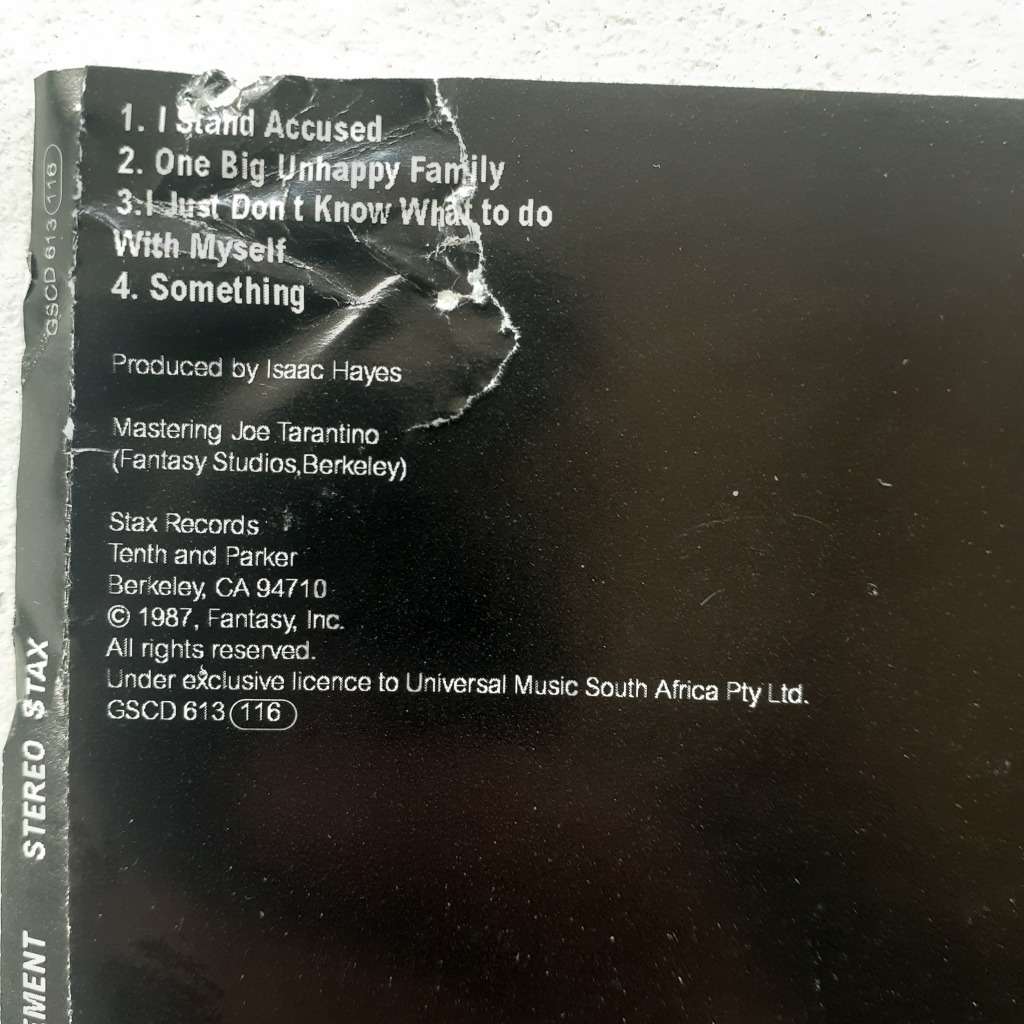 1. I Stand Accused
2. One Big Unhappy Family
3.I Just Don't Know What to do
With Myself
4. Something
Produced by Isaac Hayes
Mastering Joe Tarantino
(Fantasy Studios,Berkeley)
Stax Records
Tenth and Parker
Berkeley, CA 94710
© 1987, Fantasy, Inc.
All rights reserved.
Under exclusive licence to Universal Music South Africa Pty Ltd.
GSCD 613 116
GSCD 613 116
EMENT STEREO STAX